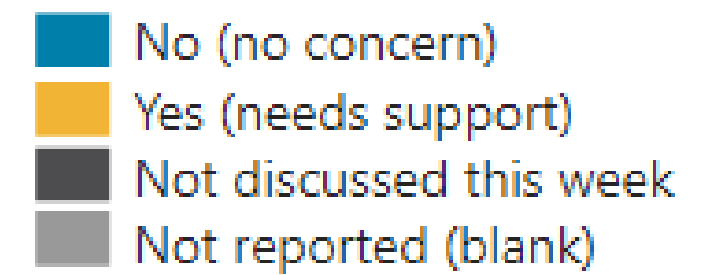 No (no concern)
Yes (needs support)
Not discussed this week
Not reported (blank)